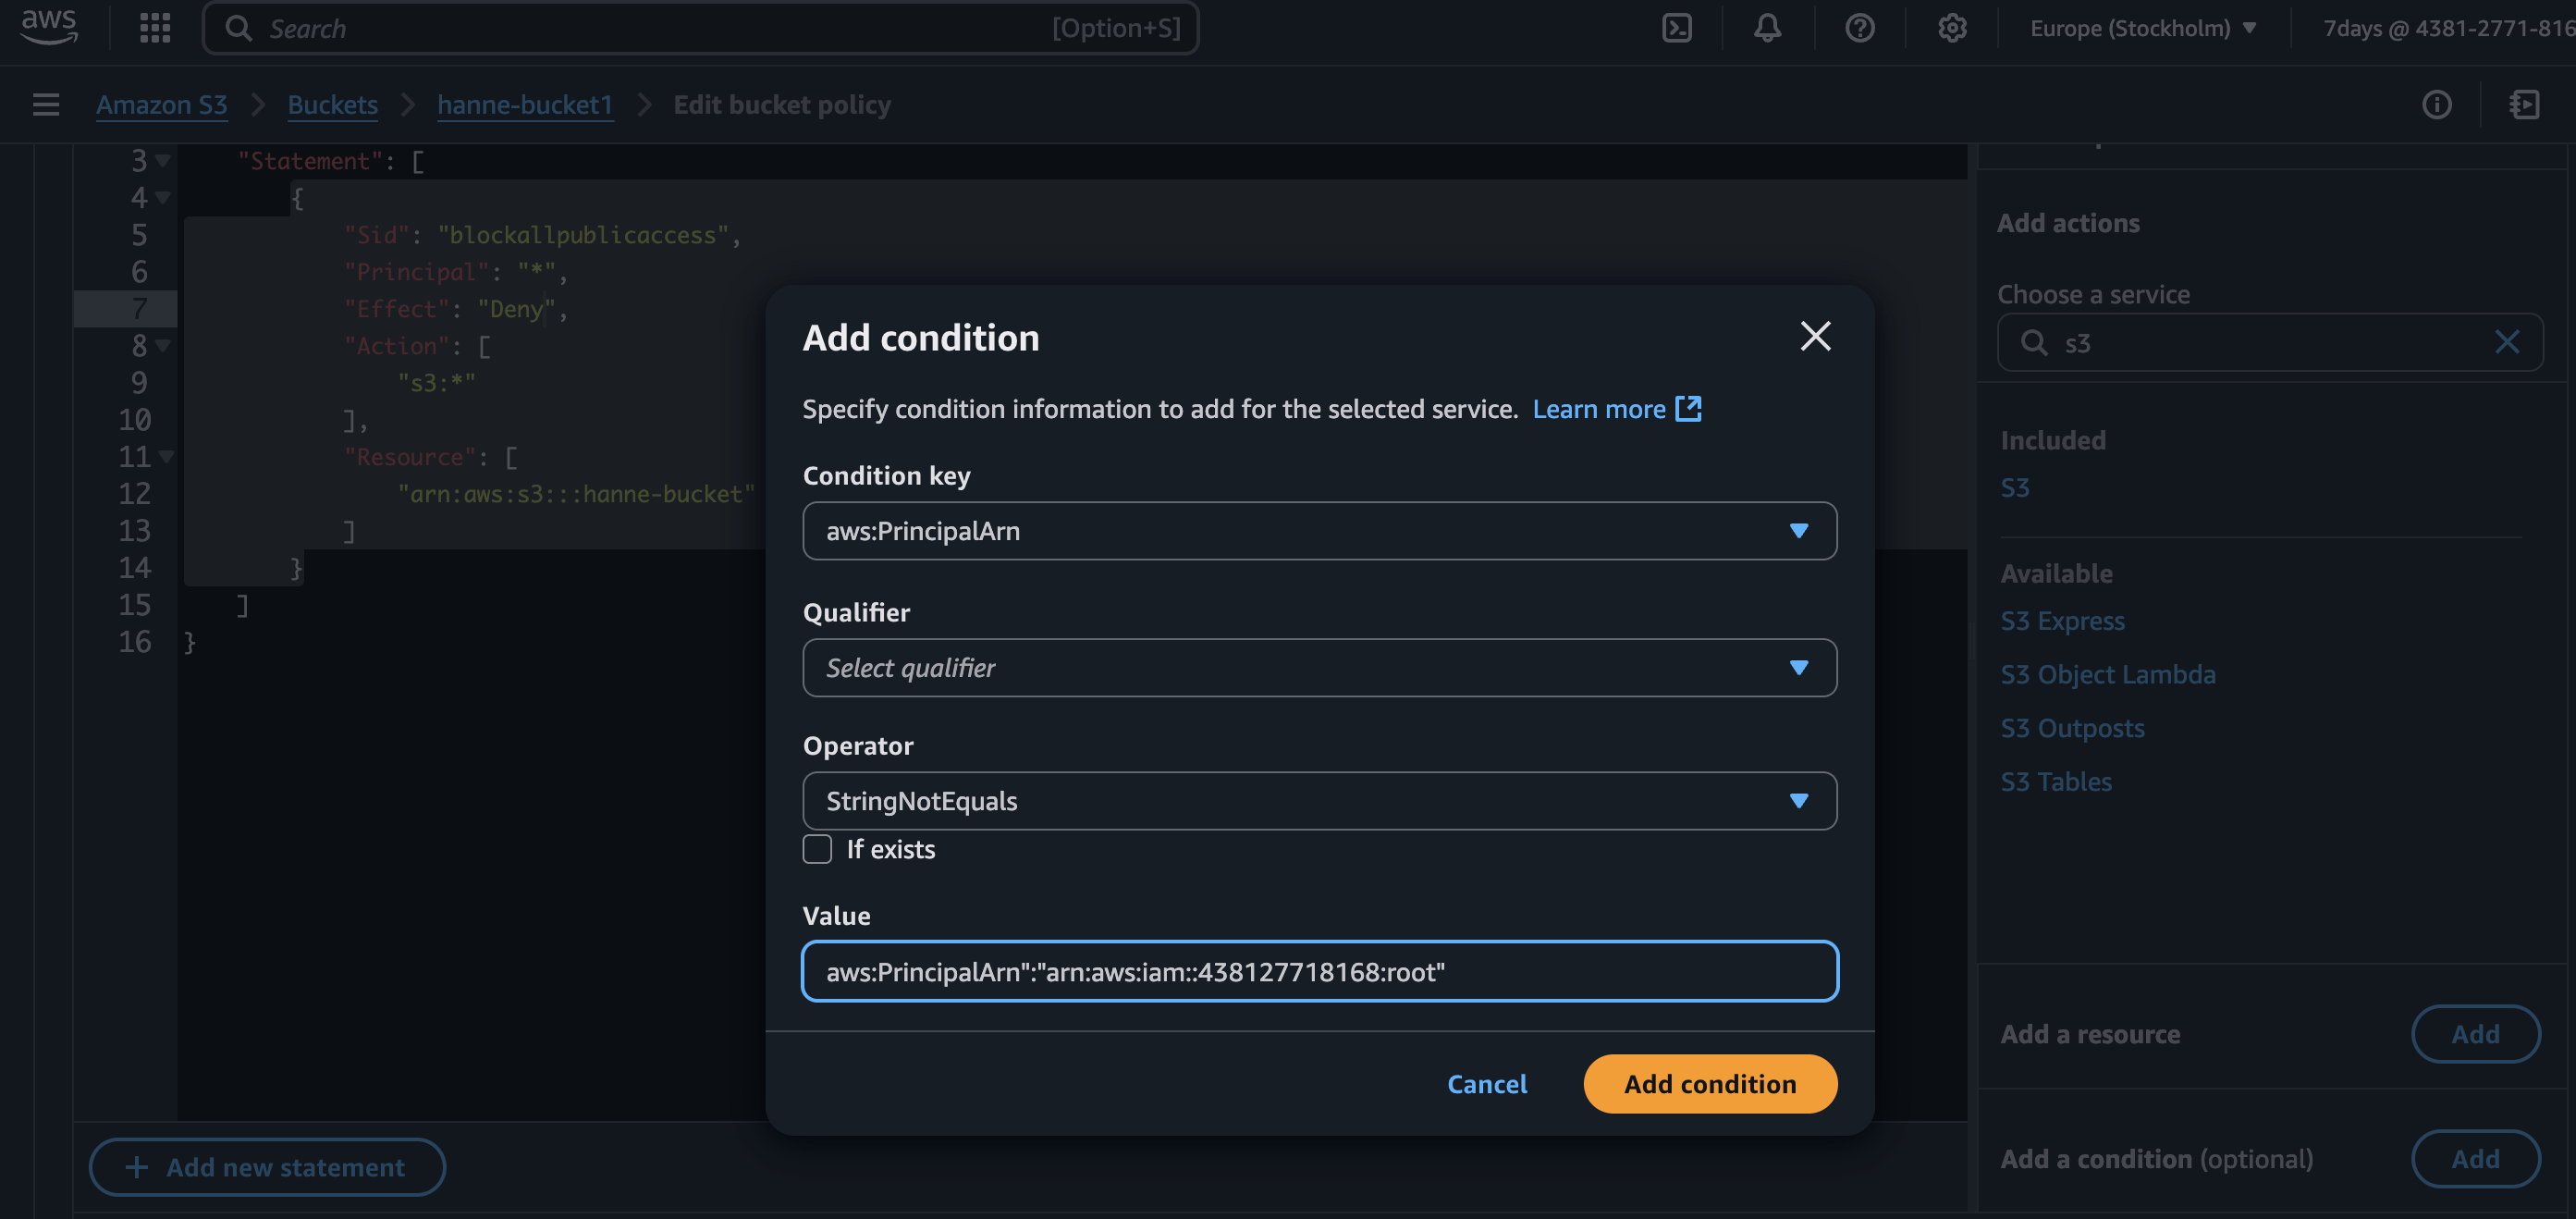 aws
Search
[Option+S]
Europe (Stockholm)
7days @ 4381-2771-816
Amazon S3
Buckets
hanne-bucket1
Edit bucket policy
3
"Statement": [
4
{
5
"Sid": "blockallpublicaccess",
6
"Principal": "*",
7
"Effect": "Deny",
8
"Action": [
9
"s3:*"
10
],
11
"Resource": [
12
"arn:aws:s3:::hanne-bucket"
13
]
14
}
15
]
16
}
+ Add new statement
Add condition
Specify condition information to add for the selected service. Learn more
Condition key
aws:PrincipalArn
Qualifier
Select qualifier
Operator
StringNotEquals
If exists
Value
aws:PrincipalArn":"arn:aws:iam::438127718168:root"
Cancel
Add condition
Add actions
Choose a service
s3
Included
S3
Available
S3 Express
S3 Object Lambda
S3 Outposts
S3 Tables
Add a resource
Add
Add a condition (optional)
Add